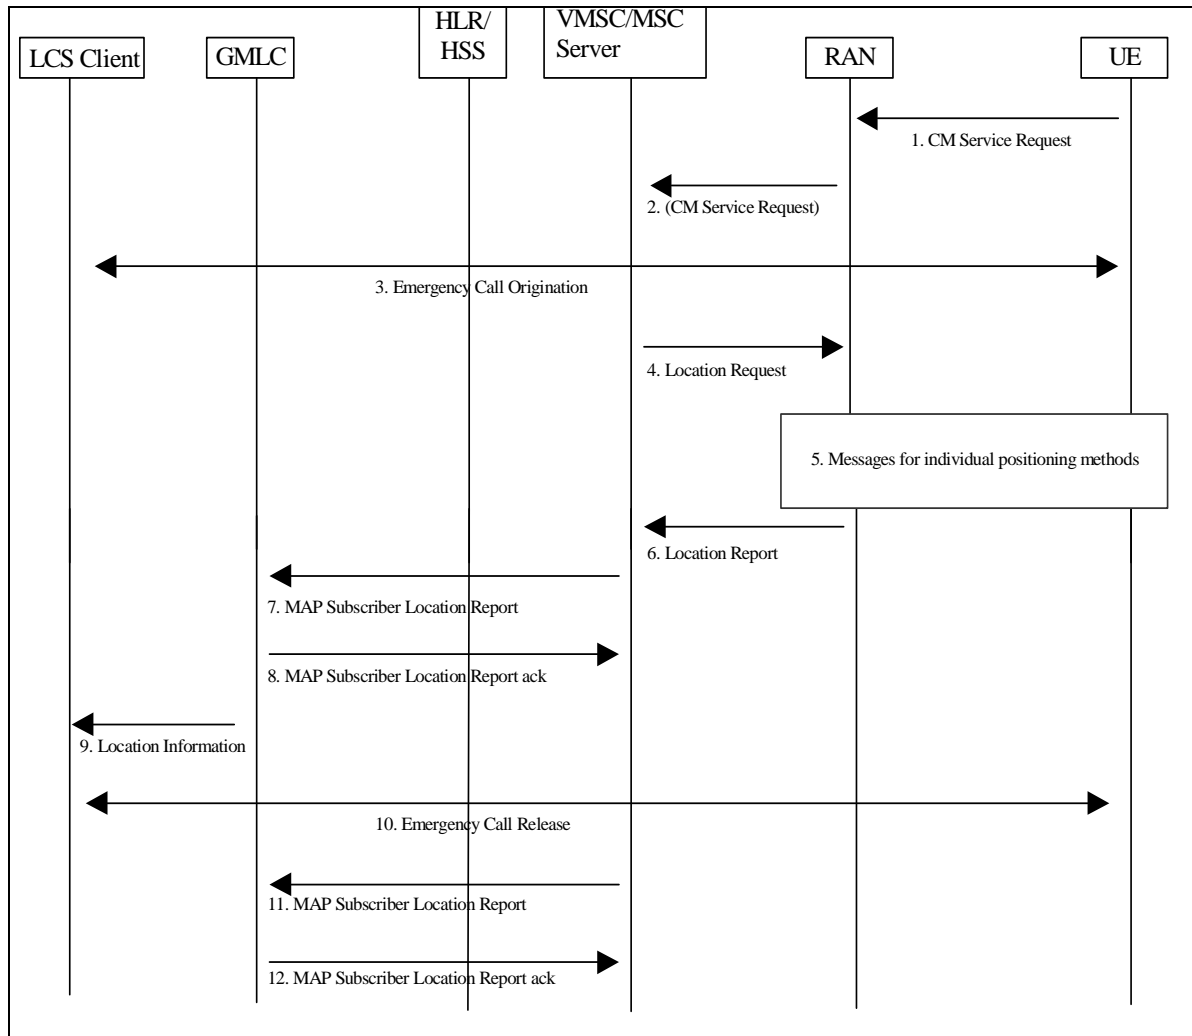 LCS Client
GMLC
HLR/
HSS
VMSC/MSC
Server
RAN
UE
1. CM Service Request
2. (CM Service Request)
3. Emergency Call Origination
4. Location Request
5. Messages for individual positioning methods
6. Location Report
7. MAP Subscriber Location Report
8. MAP Subscriber Location Report ack
9. Location Information
10. Emergency Call Release
11. MAP Subscriber Location Report
12. MAP Subscriber Location Report ack